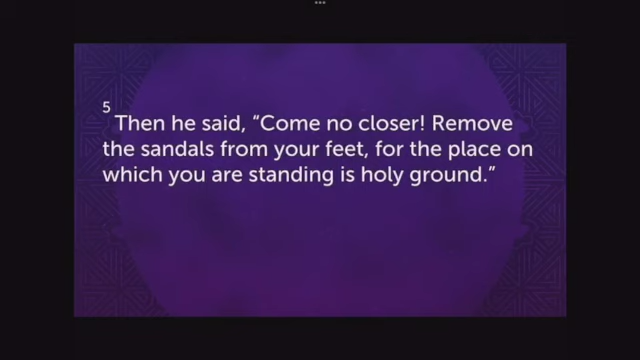 5
Then he said, “Come no closer! Remove
the sandals from your feet, for the place on
which you are standing is holy ground.”